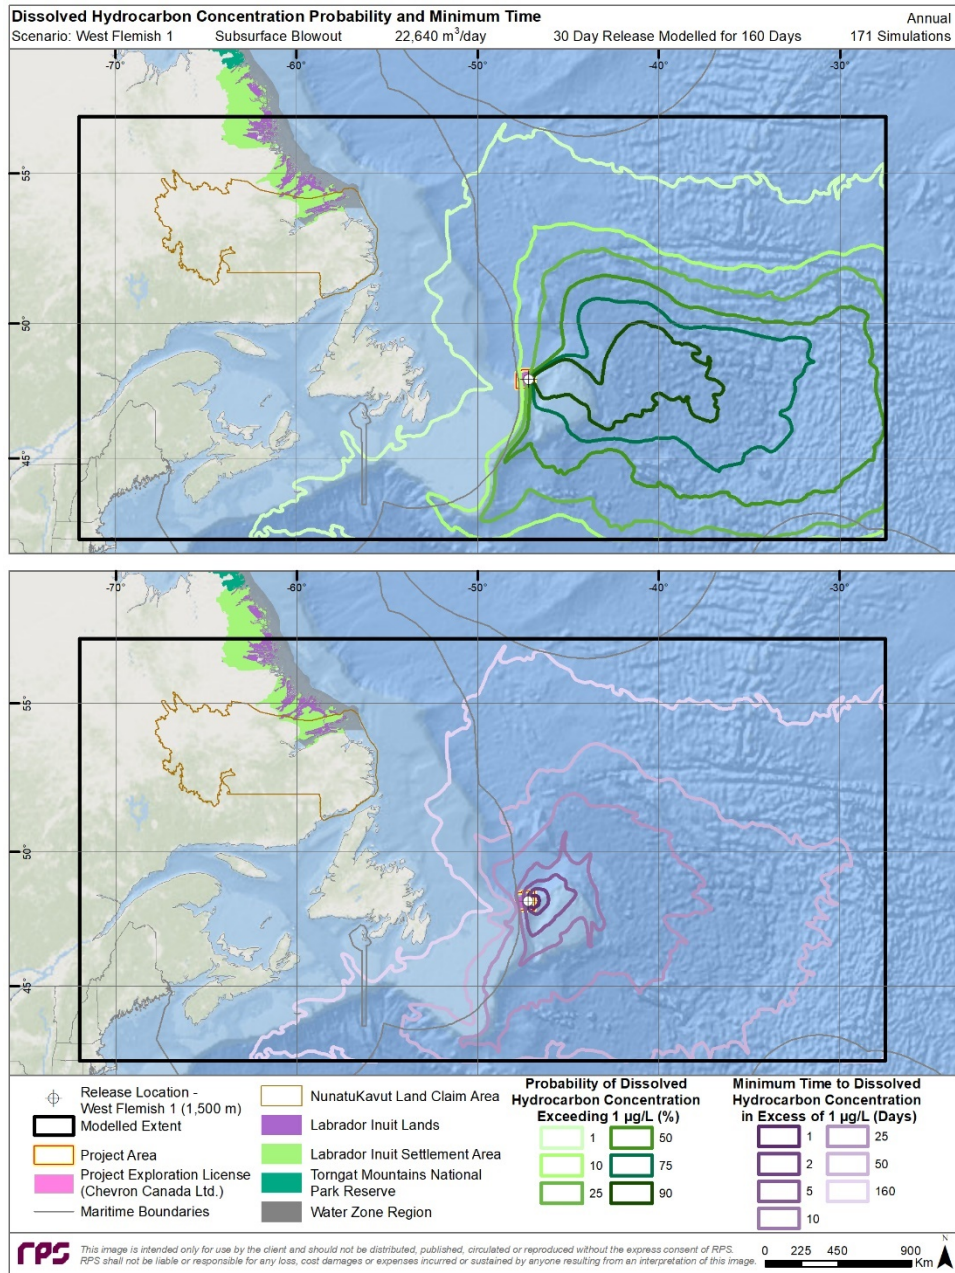 Dissolved Hydrocarbon Concentration Probability and Minimum Time
Annual
Scenario: West Flemish 1 Subsurface Blowout 22,640 m³/day 30 Day Release Modelled for 160 Days 171 Simulations
-70° -60° -50° -40° -30°
55°
50°
45°
-70° -60° -50° -40° -30°
55°
50°
45°
Release Location -
West Flemish 1 (1,500 m)
Modelled Extent
Project Area
Project Exploration License
(Chevron Canada Ltd.)
Maritime Boundaries
NunatuKavut Land Claim Area
Labrador Inuit Lands
Labrador Inuit Settlement Area
Torngat Mountains National
Park Reserve
Water Zone Region
Probability of Dissolved
Hydrocarbon Concentration
Exceeding 1 µg/L (%)
1 50
10 75
25 90
Minimum Time to Dissolved
Hydrocarbon Concentration
in Excess of 1 µg/L (Days)
1 25
2 50
5 160
10
rps
This image is intended only for use by the client and should not be distributed, published, circulated or reproduced without the express consent of RPS.
RPS shall not be liable or responsible for any loss, cost damages or expenses incurred or sustained by anyone resulting from an interpretation of this image.
0 225 450 900
Km
N